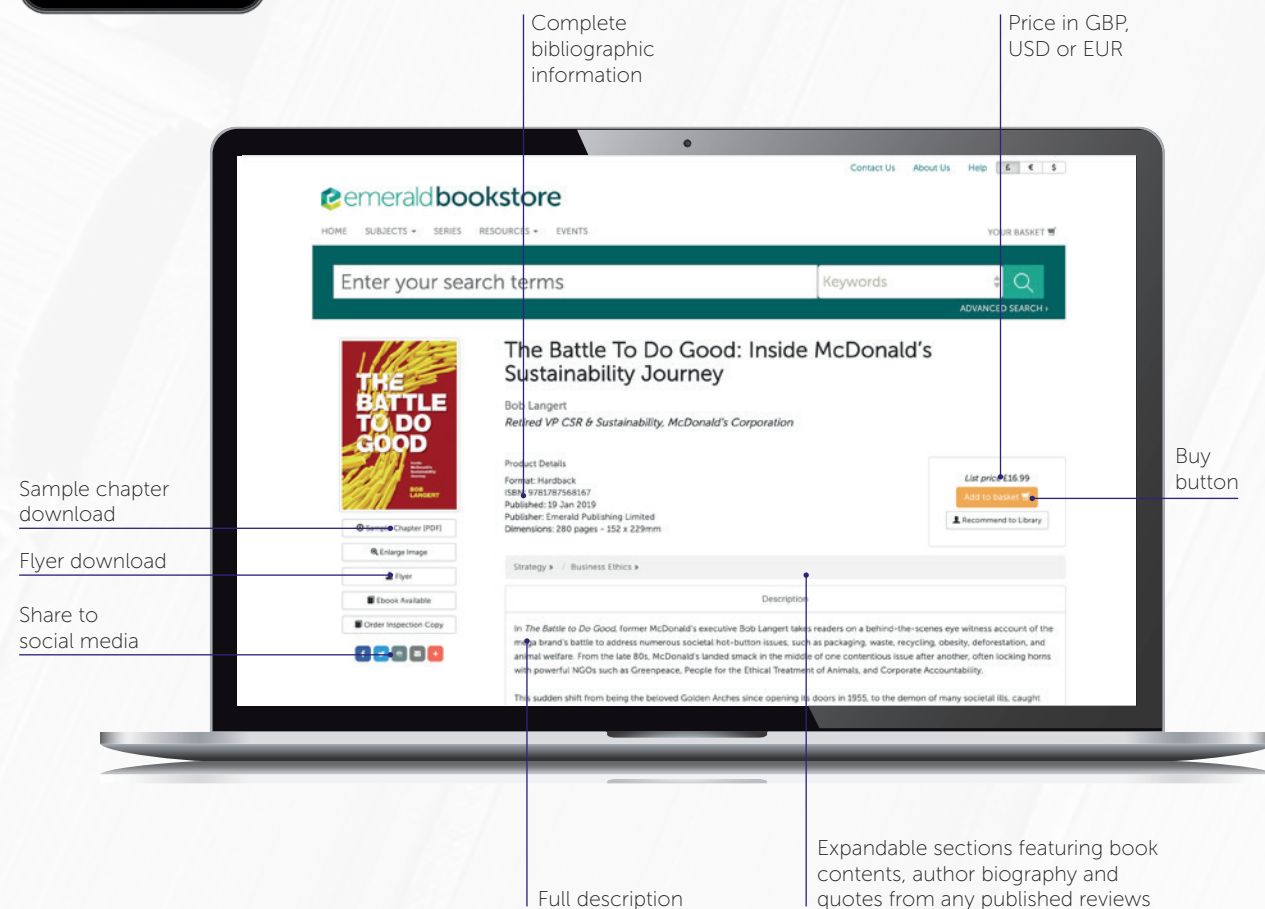 Complete
bibliographic
information
Price in GBP,
USD or EUR
Contact Us About Us Help £ € $
emeraldbookstore
HOME SUBJECTS SERIES RESOURCES EVENTS
YOUR BASKET
Enter your search terms
Keywords
ADVANCED SEARCH ›
THE
BATTLE
TO DO
GOOD
Inside
McDonald's
Sustainability
Journey
BOB
LANGERT
The Battle To Do Good: Inside McDonald's
Sustainability Journey
Bob Langert
Retired VP CSR & Sustainability, McDonald's Corporation
Product Details
Format: Hardback
ISBN: 9781787568167
Published: 19 Jan 2019
Publisher: Emerald Publishing Limited
Dimensions: 280 pages - 152 x 229mm
List price £16.99
Add to basket
Recommend to Library
Buy
button
Sample chapter
download
Flyer download
Share to
social media
Sample Chapter [PDF]
Enlarge Image
Flyer
Ebook Available
Order Inspection Copy
Strategy » / Business Ethics »
Description
In The Battle to Do Good, former McDonald's executive Bob Langert takes readers on a behind-the-scenes eye witness account of the
mega brand's battle to address numerous societal hot-button issues, such as packaging, waste, recycling, obesity, deforestation, and
animal welfare. From the late 80s, McDonald's landed smack in the middle of one contentious issue after another, often locking horns
with powerful NGOs such as Greenpeace, People for the Ethical Treatment of Animals, and Corporate Accountability.
This sudden shift from being the beloved Golden Arches since opening its doors in 1955, to the demon of many societal ills, caught
Full description
Expandable sections featuring book
contents, author biography and
quotes from any published reviews